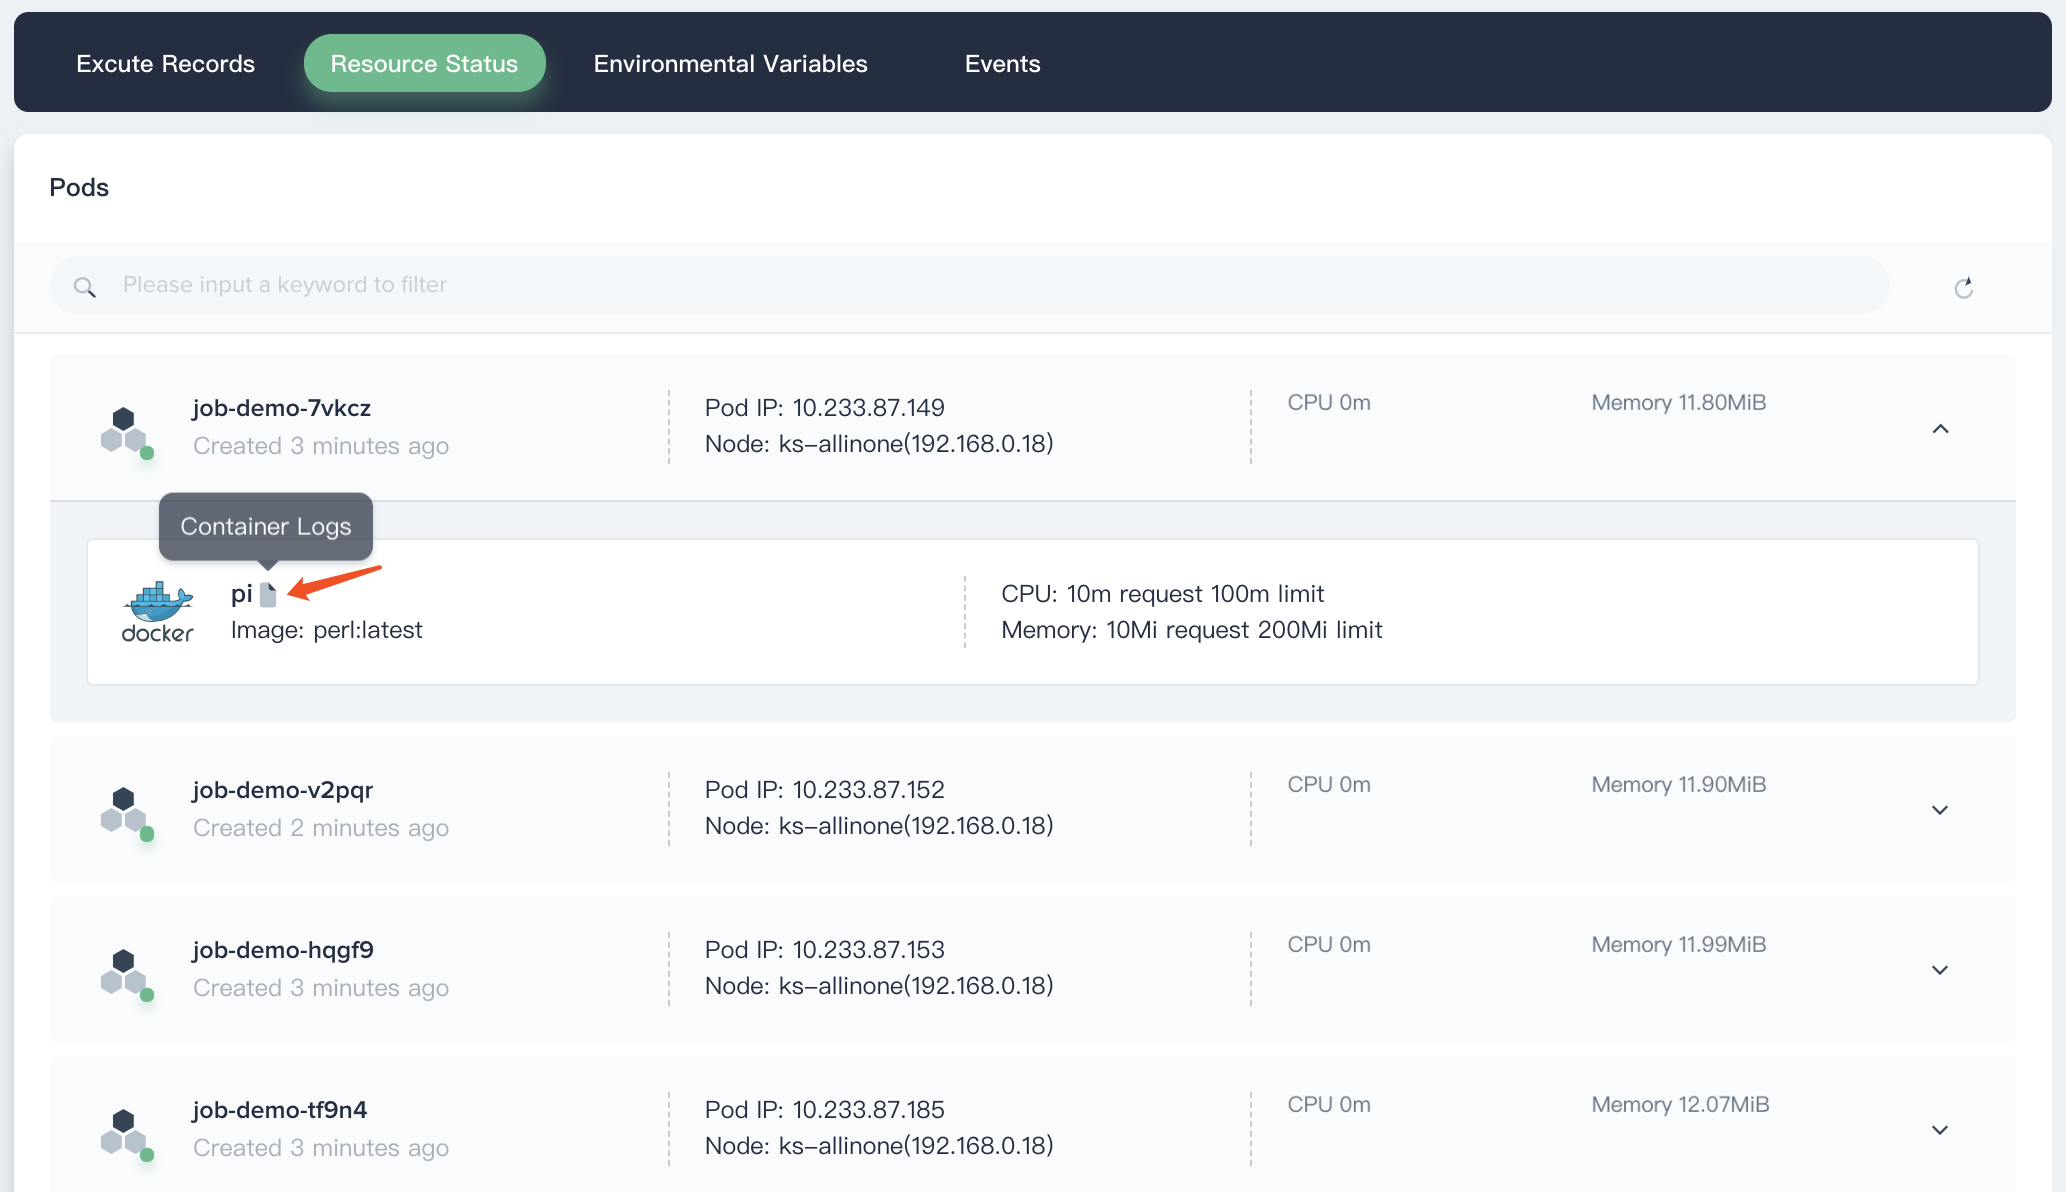 Excute Records
Resource Status
Environmental Variables
Events
Pods
Please input a keyword to filter
job-demo-7vkcz
Created 3 minutes ago
Pod IP: 10.233.87.149
Node: ks-allinone(192.168.0.18)
CPU 0m
Memory 11.80MiB
Container Logs
docker
pi
Image: perl:latest
CPU: 10m request 100m limit
Memory: 10Mi request 200Mi limit
job-demo-v2pqr
Created 2 minutes ago
Pod IP: 10.233.87.152
Node: ks-allinone(192.168.0.18)
CPU 0m
Memory 11.90MiB
job-demo-hqgf9
Created 3 minutes ago
Pod IP: 10.233.87.153
Node: ks-allinone(192.168.0.18)
CPU 0m
Memory 11.99MiB
job-demo-tf9n4
Created 3 minutes ago
Pod IP: 10.233.87.185
Node: ks-allinone(192.168.0.18)
CPU 0m
Memory 12.07MiB